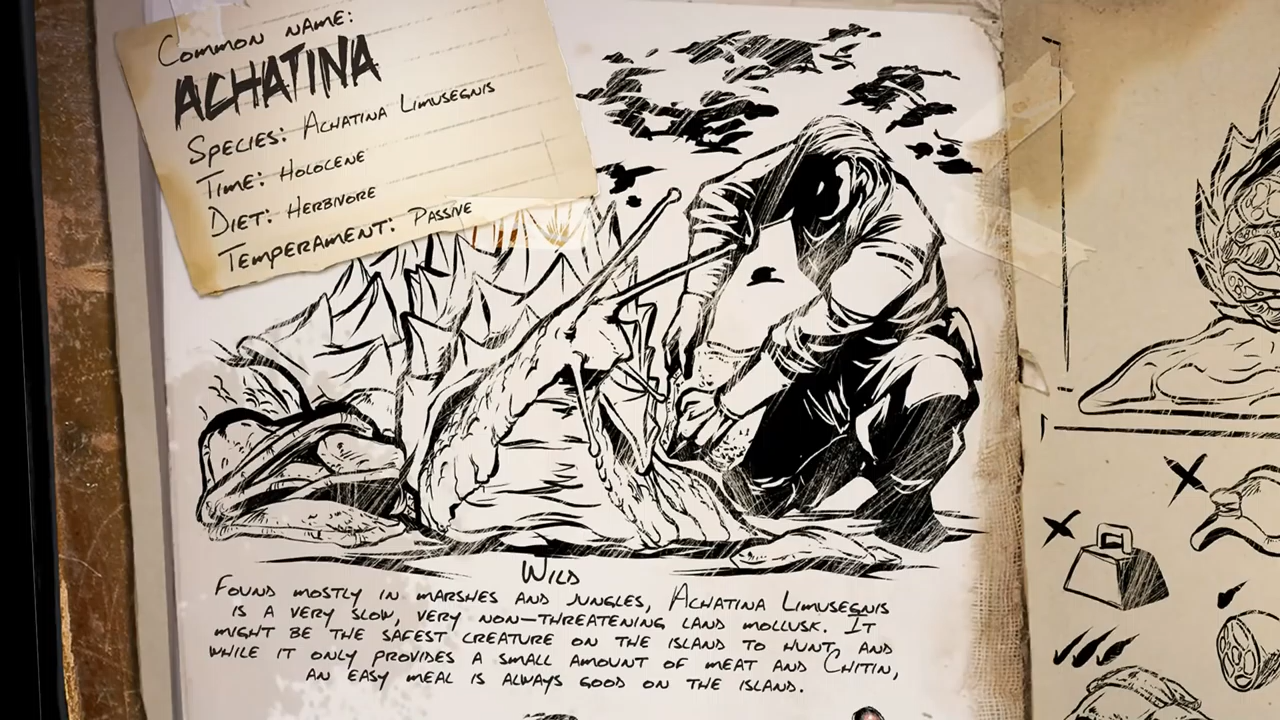 Common name:
ACHATINA
Species: Achatina Limusegnis
Time: Holocene
Diet: Herbivore
Temperament: Passive
Wild
Found mostly in marshes and jungles, Achatina Limusegnis
is a very slow, very non-threatening land mollusk. It
might be the safest creature on the island to hunt, and
while it only provides a small amount of meat and Chitin,
an easy meal is always good on the island.